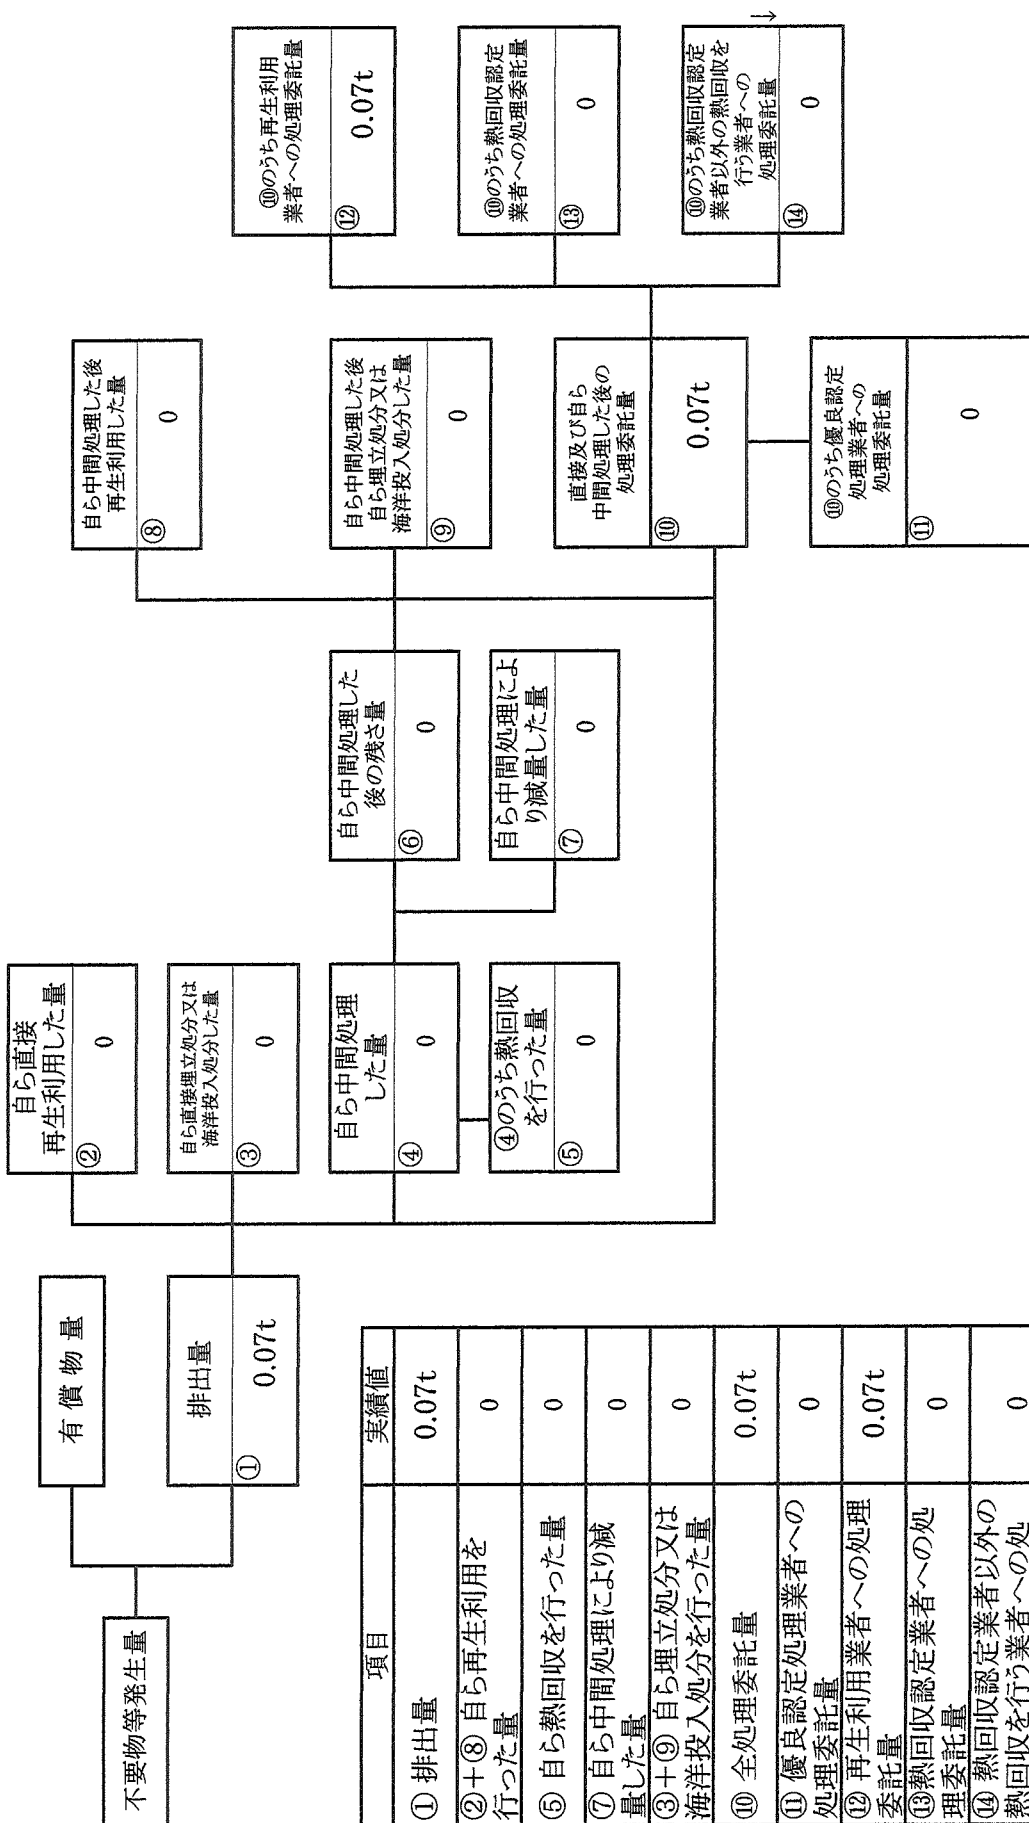 不要物等発生量
有償物量
排出量
①
0.07t
自ら直接
再生利用した量
②
0
自ら直接埋立処分又は
海洋投入処分した量
③
0
自ら中間処理
した量
④
0
④のうち熱回収
を行った量
⑤
0
自ら中間処理した
後の残さ量
⑥
0
自ら中間処理によ
り減量した量
⑦
0
自ら中間処理した後
再生利用した量
⑧
0
自ら中間処理した後
自ら埋立処分又は
海洋投入処分した量
⑨
0
直接及び自ら
中間処理した後の
処理委託量
⑩
0.07t
⑩のうち優良認定
処理業者への
処理委託量
⑪
0
⑩のうち再生利用
業者への処理委託量
⑫
0.07t
⑩のうち熱回収認定
業者への処理委託量
⑬
0
⑩のうち熱回収認定
業者以外の熱回収を
行う業者への
処理委託量
⑭
0
↓
項目 実績値
① 排出量 0.07t
②+⑧ 自ら再生利用を
行った量 0
⑤ 自ら熱回収を行った量 0
⑦ 自ら中間処理により減
量した量 0
③+⑨ 自ら埋立処分又は
海洋投入処分を行った量 0
⑩ 全処理委託量 0.07t
⑪ 優良認定処理業者への
処理委託量 0
⑫ 再生利用業者への処理
委託量 0.07t
⑬熱回収認定業者への処
理委託量 0
⑭ 熱回収認定業者以外の
熱回収を行う業者への処 0